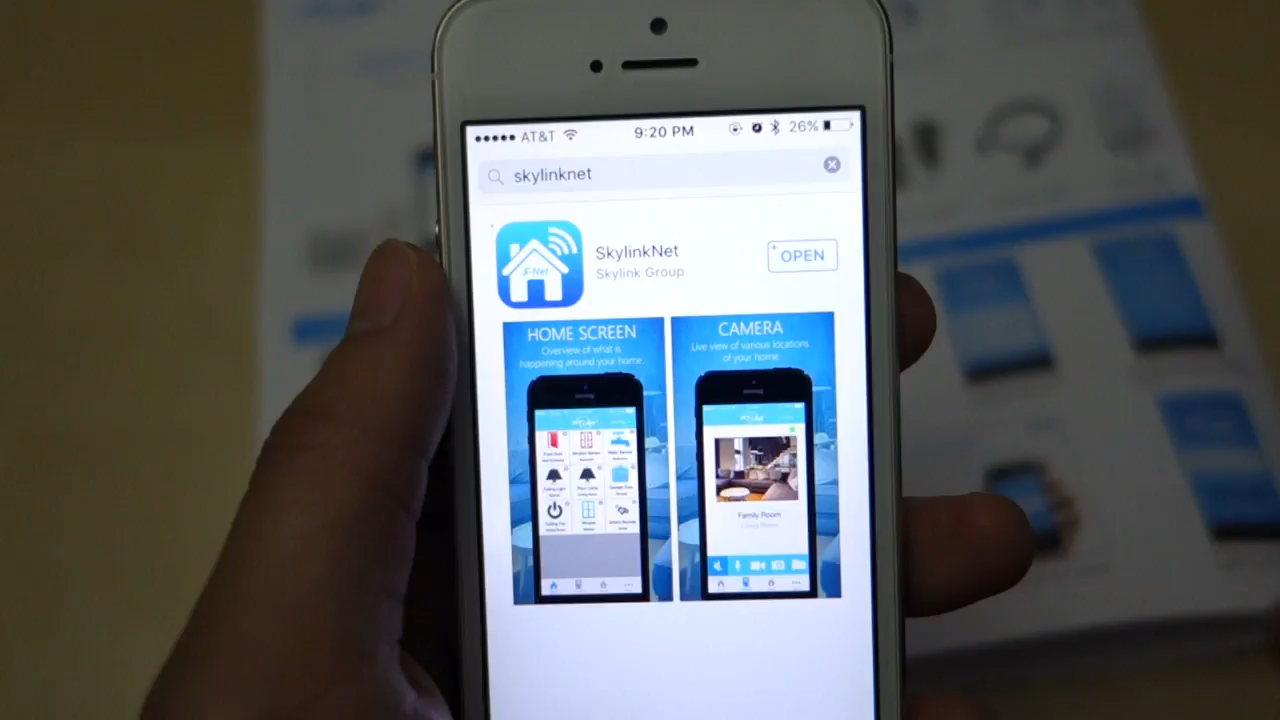 AT&T 9:20 PM 26%
skylinknet
SkylinkNet
Skylink Group
OPEN
S-Net
HOME SCREEN
Overview of what is
happening around your home.
CAMERA
Live view of various locations
of your home.
Family Room